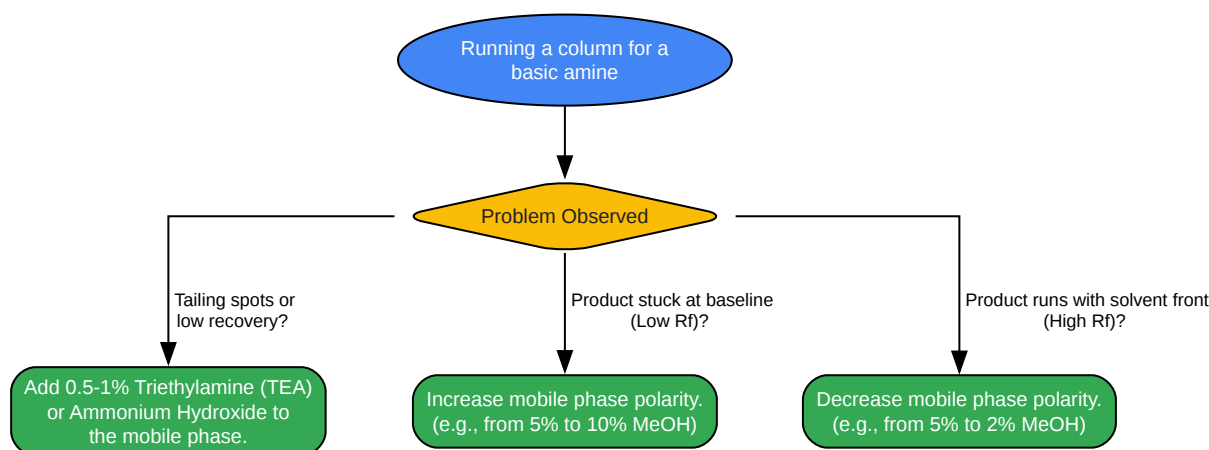 Running a column for a
basic amine
Problem Observed
Tailing spots or
low recovery?
Product stuck at baseline
(Low Rf)?
Product runs with solvent front
(High Rf)?
Add 0.5-1% Triethylamine (TEA)
or Ammonium Hydroxide to
the mobile phase.
Increase mobile phase polarity.
(e.g., from 5% to 10% MeOH)
Decrease mobile phase polarity.
(e.g., from 5% to 2% MeOH)